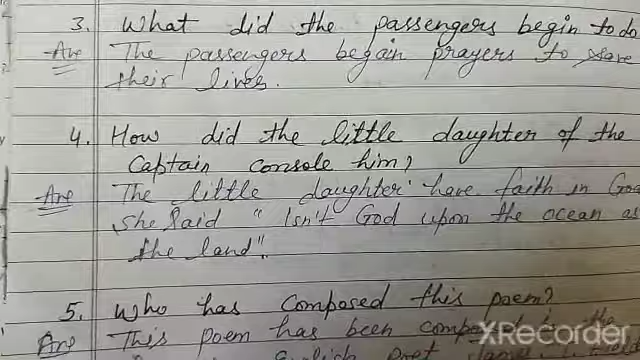 3. What did the passengers begin to do
Ans The passengers begain prayers to save
their lives.
4. How did the little daughter of the
Captain console him?
Ans The little daughter have faith in God
she said " Isn't God upon the ocean as
the land".
5. Who has composed this poem?
Ans This poem has been composed the
XRecorder